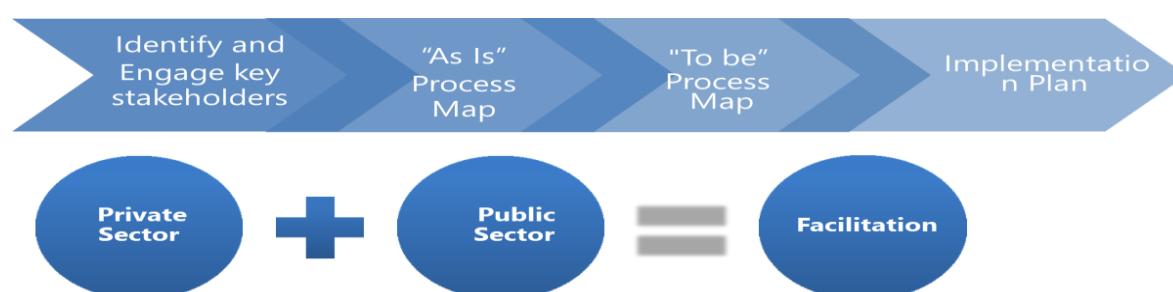 Identify and
Engage key
stakeholders
“As Is”
Process
Map
"To be”
Process
Map
Implementatio
n Plan
Private
Sector
Public
Sector
Facilitation